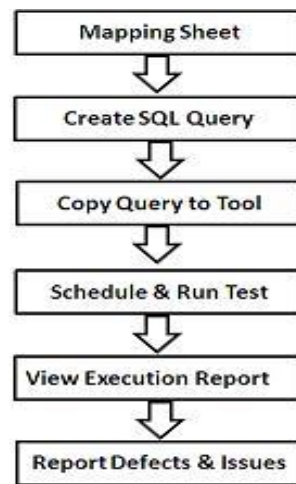 Mapping Sheet
Create SQL Query
Copy Query to Tool
Schedule & Run Test
View Execution Report
Report Defects & Issues